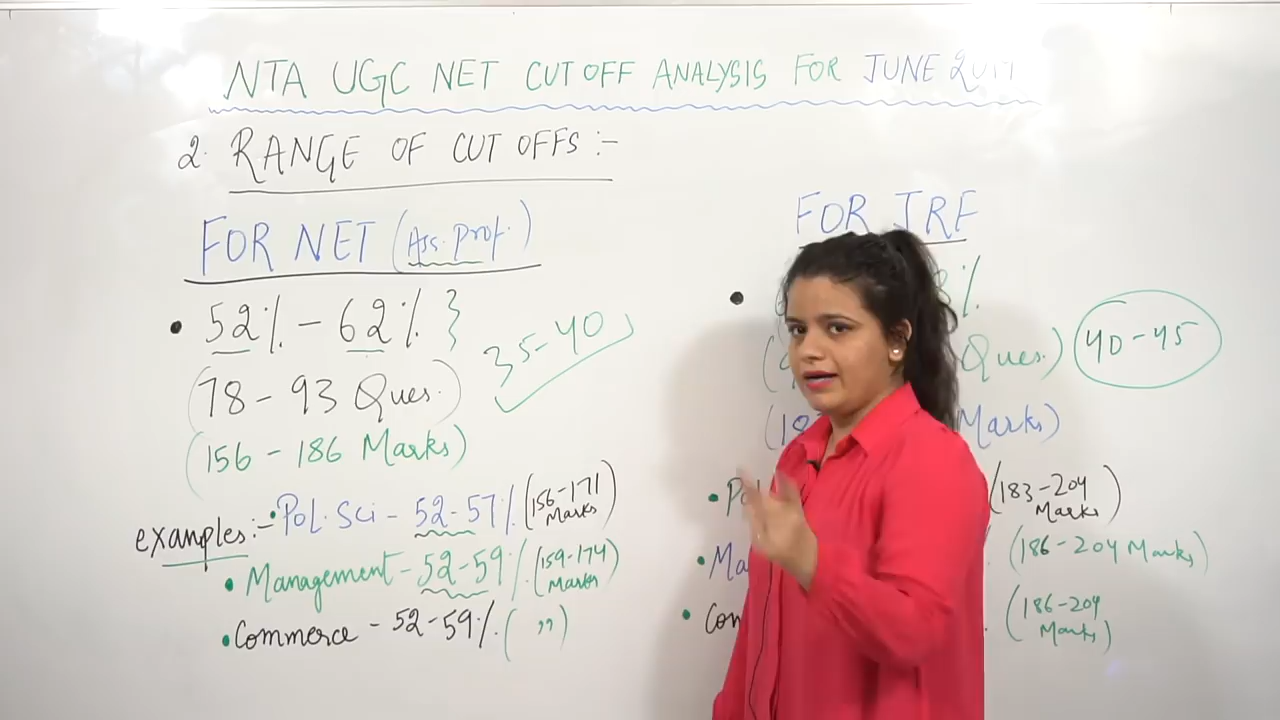 NTA UGC NET CUT OFF ANALYSIS FOR JUNE
2. RANGE OF CUT OFFS :-
FOR NET (Ass. Prof.)
52% - 62% }
35-40
(78 - 93 Ques.)
(156 - 186 Marks)
examples:- • Pol. Sci - 52-57% (156-171 Marks)
• Management - 52-59% (159-174 Marks)
• Commerce - 52-59% ( ,, )
FOR JRF
•
%
Ques.) 40-45
Marks)
• (183-204 Marks)
• (186-204 Marks)
• (186-204 Marks)